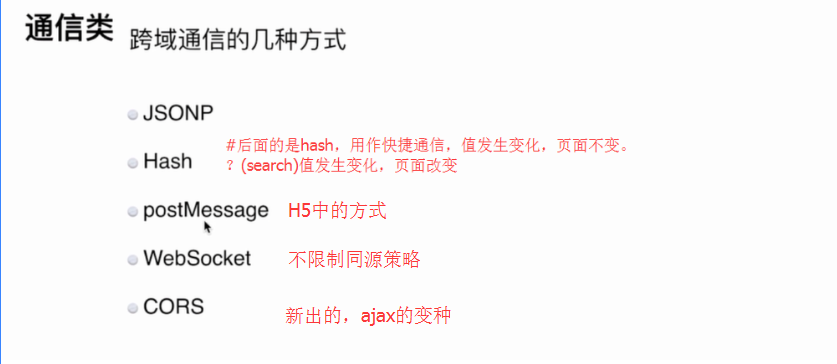 通信类 跨域通信的几种方式
JSONP
#后面的是hash，用作快捷通信，值发生变化，页面不变。
Hash
？(search)值发生变化，页面改变
postMessage H5中的方式
WebSocket 不限制同源策略
CORS 新出的，ajax的变种